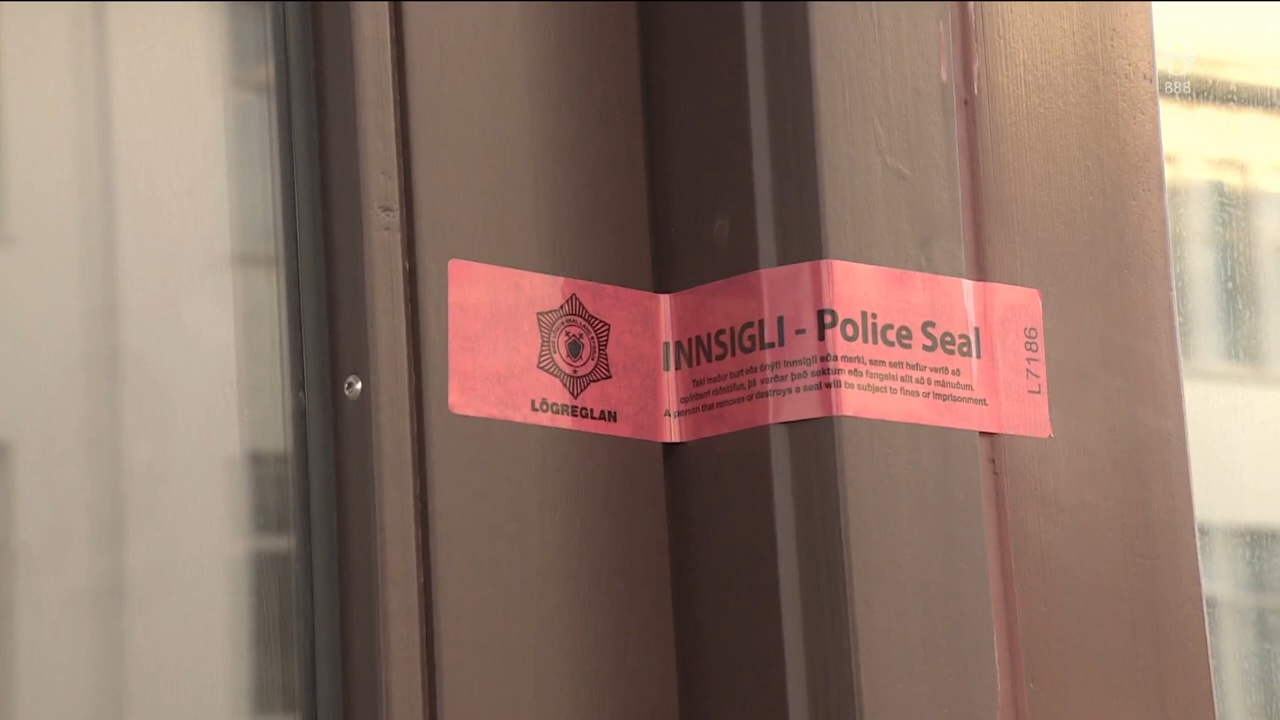 888
INNSIGLI - Police Seal
Taki maður burt eða ónýti innsigli eða merki, sem sett hefur verið að
opinberri ráðstöfun, þá varðar það sektum eða fangelsi allt að 6 mánuðum.
A person that removes or destroys a seal will be subject to fines or imprisonment.
LÖGREGLAN
L7186